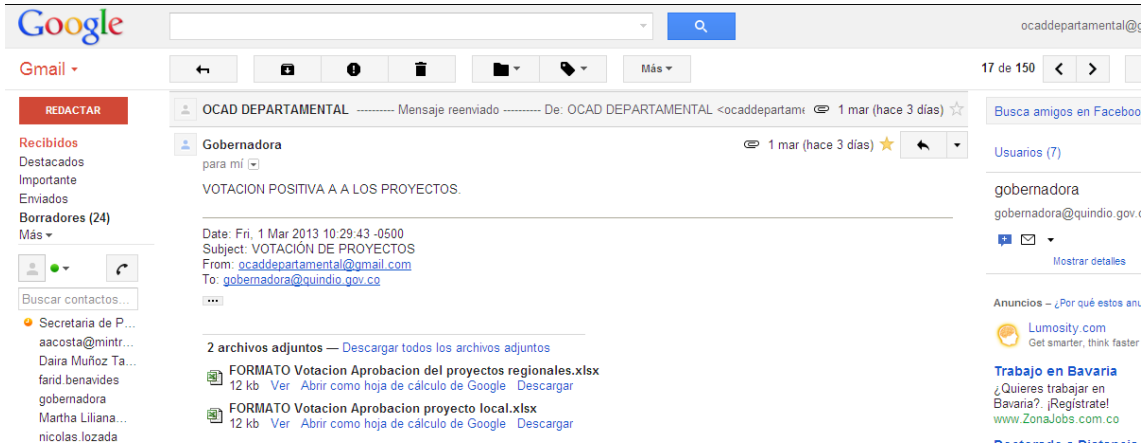 Google
ocaddepartamental@g
Gmail
Más
17 de 150
REDACTAR
Recibidos
Destacados
Importante
Enviados
Borradores (24)
Más
Buscar contactos...
Secretaria de P...
aacosta@mintr...
Daira Muñoz Ta...
farid.benavides
gobernadora
Martha Liliana...
nicolas.lozada
OCAD DEPARTAMENTAL ---------- Mensaje reenviado ---------- De: OCAD DEPARTAMENTAL <ocaddepartame 1 mar (hace 3 días)
Gobernadora 1 mar (hace 3 días)
para mí
VOTACION POSITIVA A A LOS PROYECTOS.
Date: Fri, 1 Mar 2013 10:29:43 -0500
Subject: VOTACIÓN DE PROYECTOS
From: ocaddepartamental@gmail.com
To: gobernadora@quindio.gov.co
...
2 archivos adjuntos — Descargar todos los archivos adjuntos
FORMATO Votacion Aprobacion del proyectos regionales.xlsx
12 kb Ver Abrir como hoja de cálculo de Google Descargar
FORMATO Votacion Aprobacion proyecto local.xlsx
12 kb Ver Abrir como hoja de cálculo de Google Descargar
Busca amigos en Faceboo
Usuarios (7)
gobernadora
gobernadora@quindio.gov.c
Mostrar detalles
Anuncios – ¿Por qué estos anu
Lumosity.com
Get smarter, think faster
Trabajo en Bavaria
¿Quieres trabajar en
Bavaria?. ¡Regístrate!
www.ZonaJobs.com.co
Doctorado a Distancia